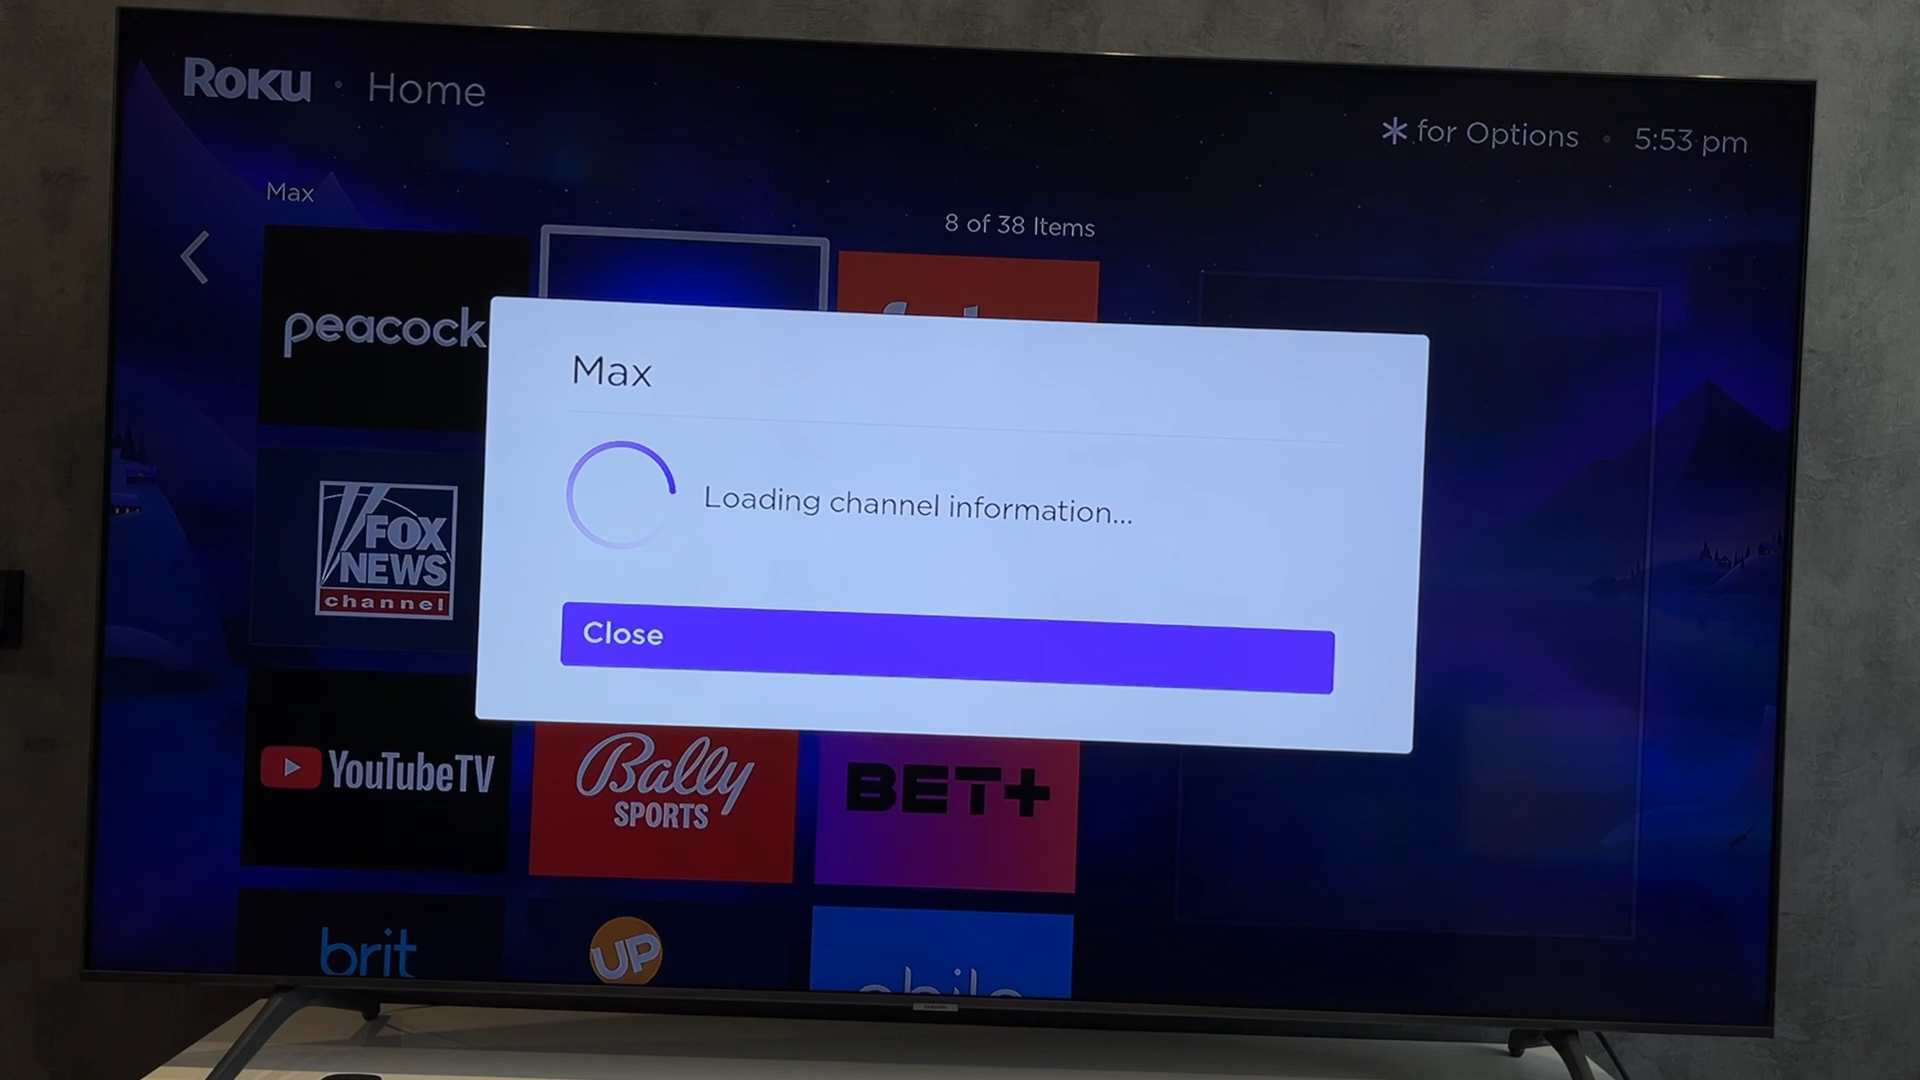 Roku • Home
* for Options • 5:53 pm
Max
8 of 38 Items
peacock
Max
Loading channel information...
Close
FOX
NEWS
channel
YouTubeTV
Bally
SPORTS
BET+
brit
UP